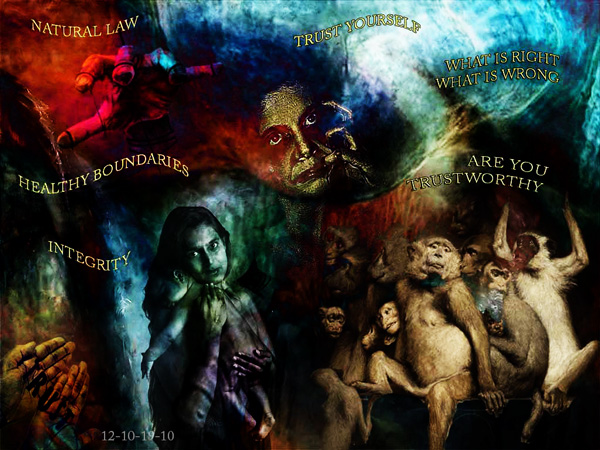 NATURAL LAW
TRUST YOURSELF
WHAT IS RIGHT
WHAT IS WRONG
HEALTHY BOUNDARIES
ARE YOU
TRUSTWORTHY
INTEGRITY
12-10-19-10